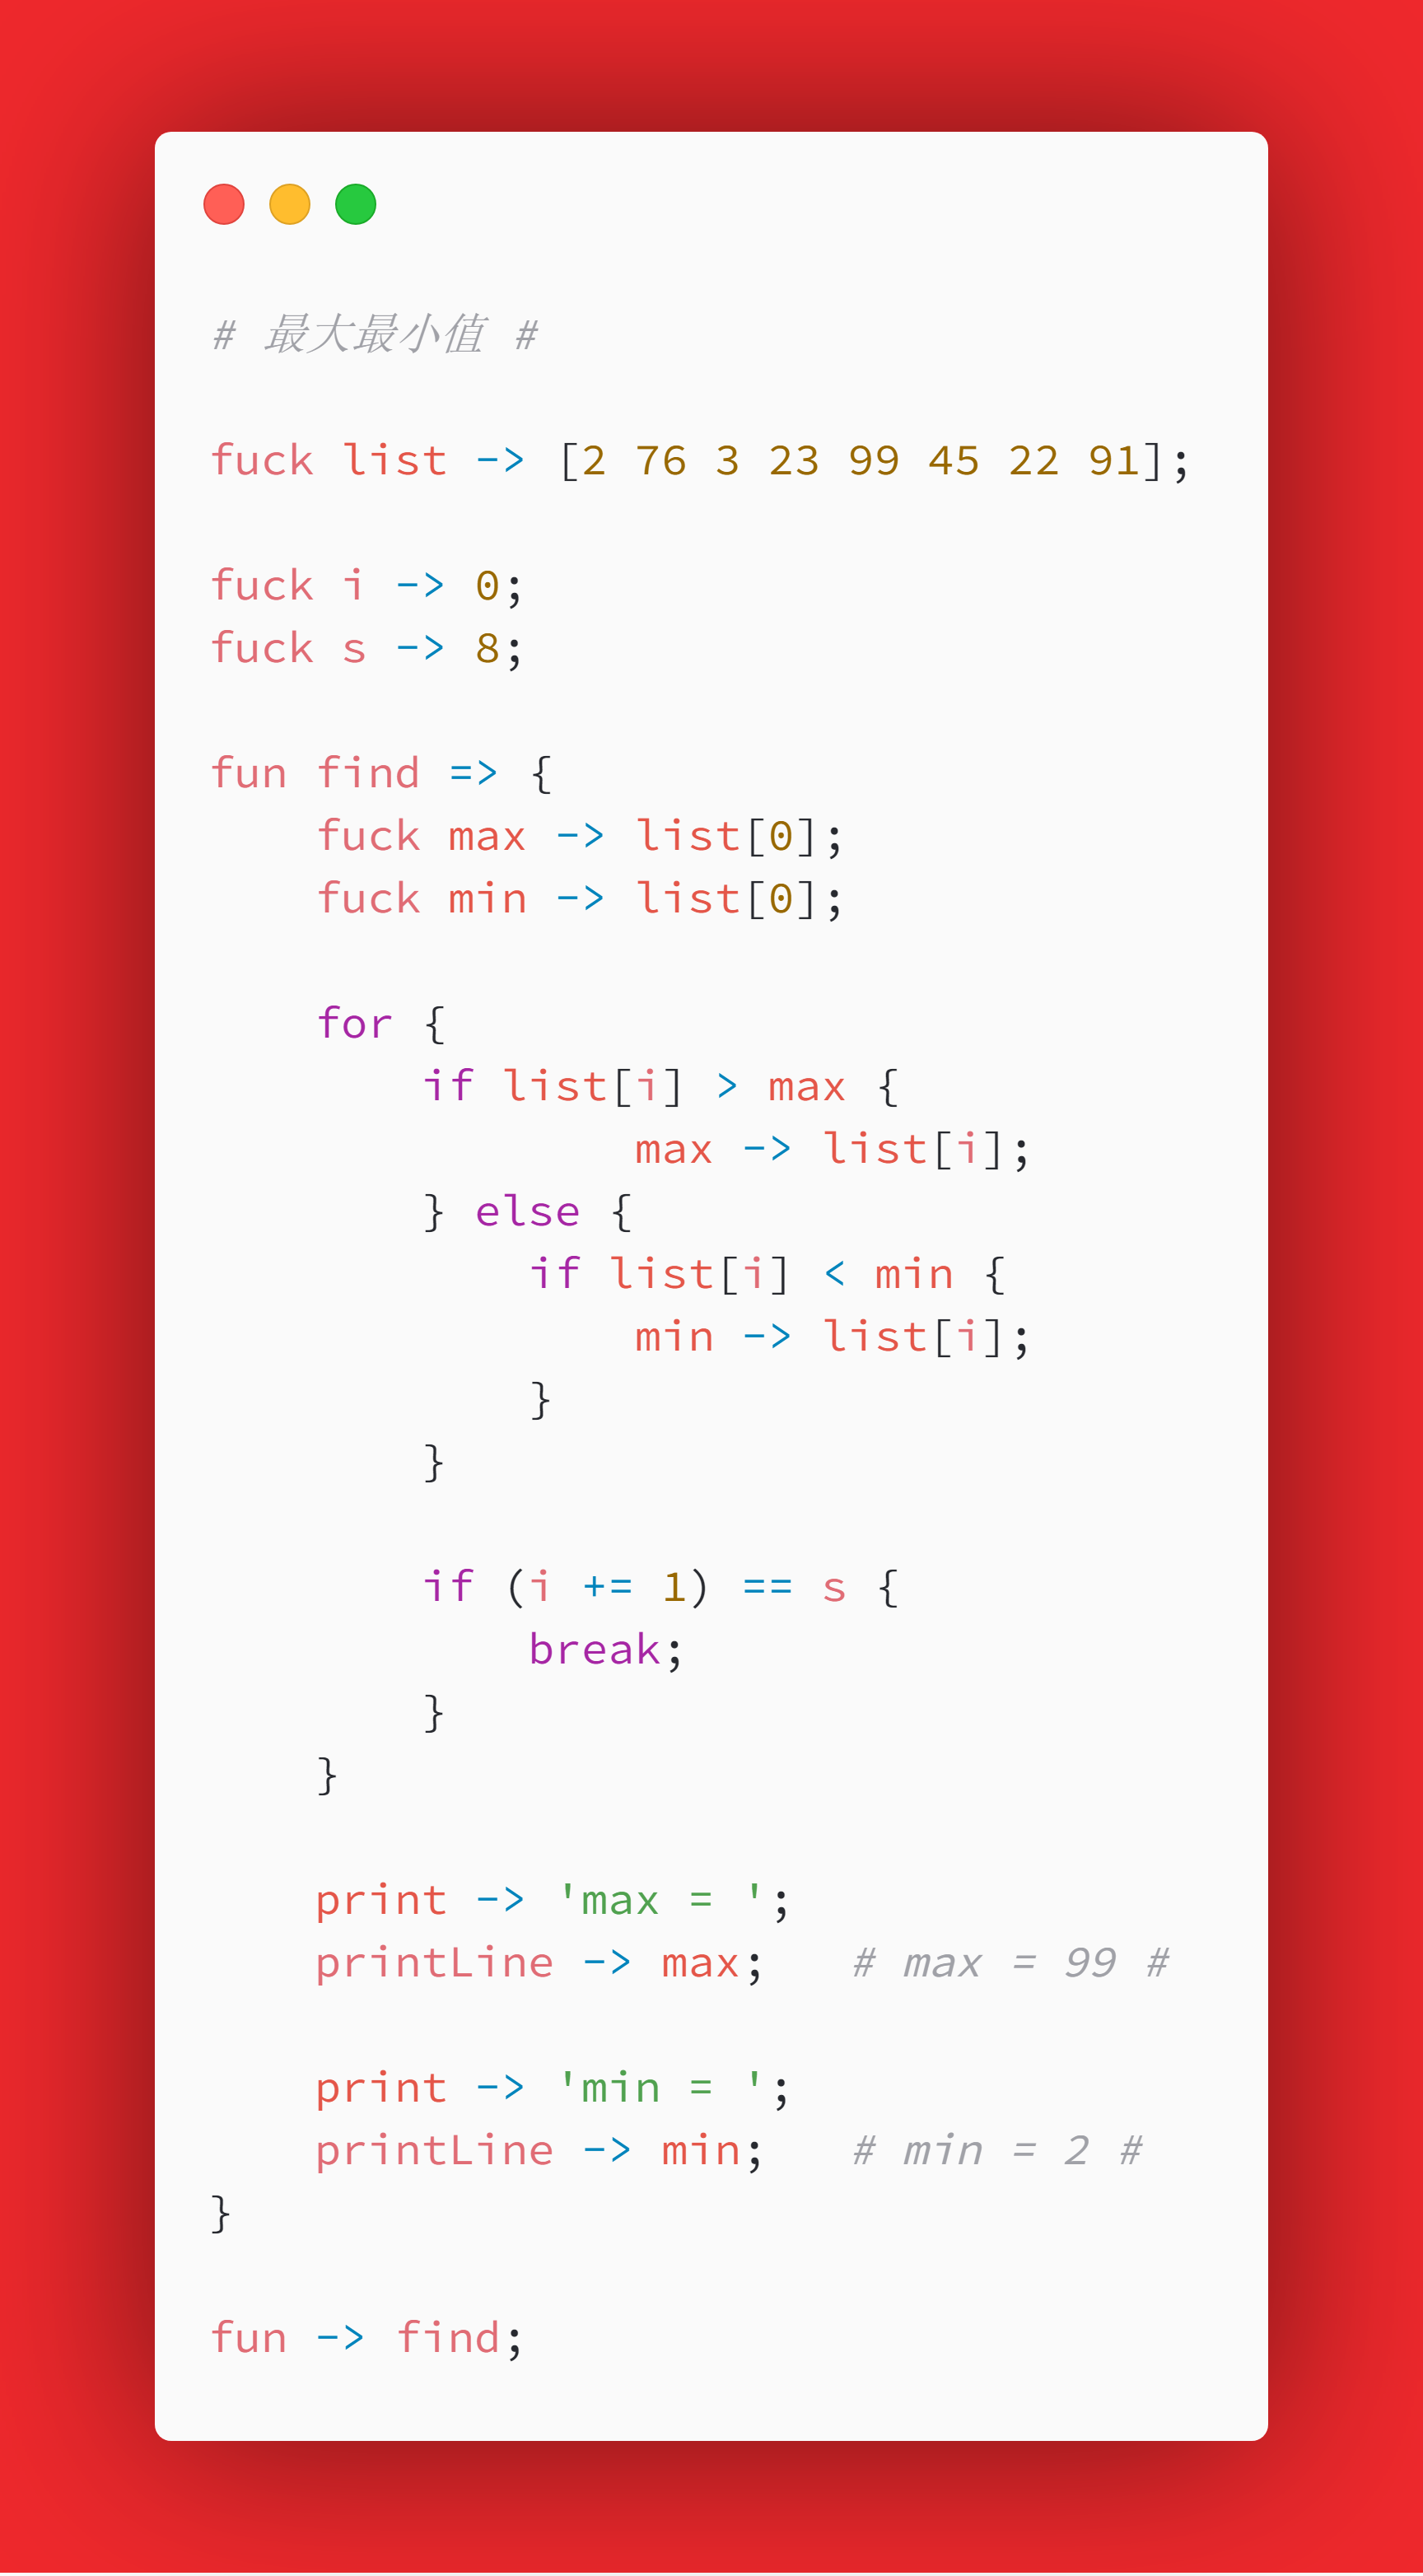 # 最大最小值 #
fuck list -> [2 76 3 23 99 45 22 91];
fuck i -> 0;
fuck s -> 8;
fun find => {
    fuck max -> list[0];
    fuck min -> list[0];
    for {
        if list[i] > max {
                max -> list[i];
        } else {
            if list[i] < min {
                min -> list[i];
            }
        }
        if (i += 1) == s {
            break;
        }
    }
    print -> 'max = ';
    printLine -> max;   # max = 99 #
    print -> 'min = ';
    printLine -> min;   # min = 2 #
}
fun -> find;